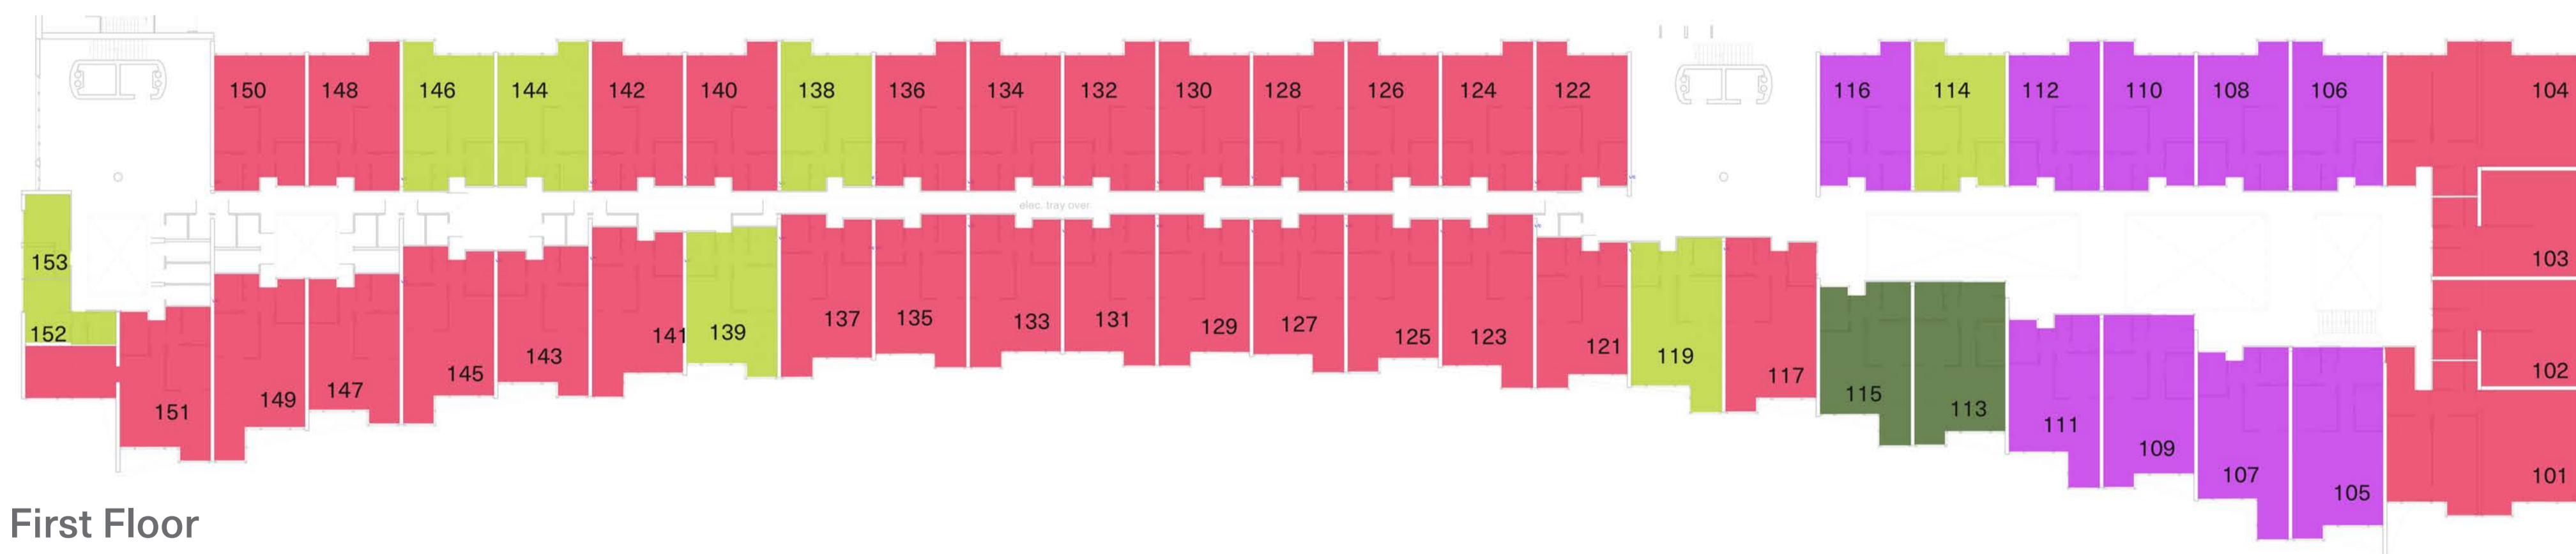 150 148 146 144 142 140 138 136 134 132 130 128 126 124 122 116 114 112 110 108 106 104
elec. tray over
153 103
152 141 139 137 135 133 131 129 127 125 123 121 119 117 115 113 111 109 107 105 102
151 149 147 145 143 101
First Floor